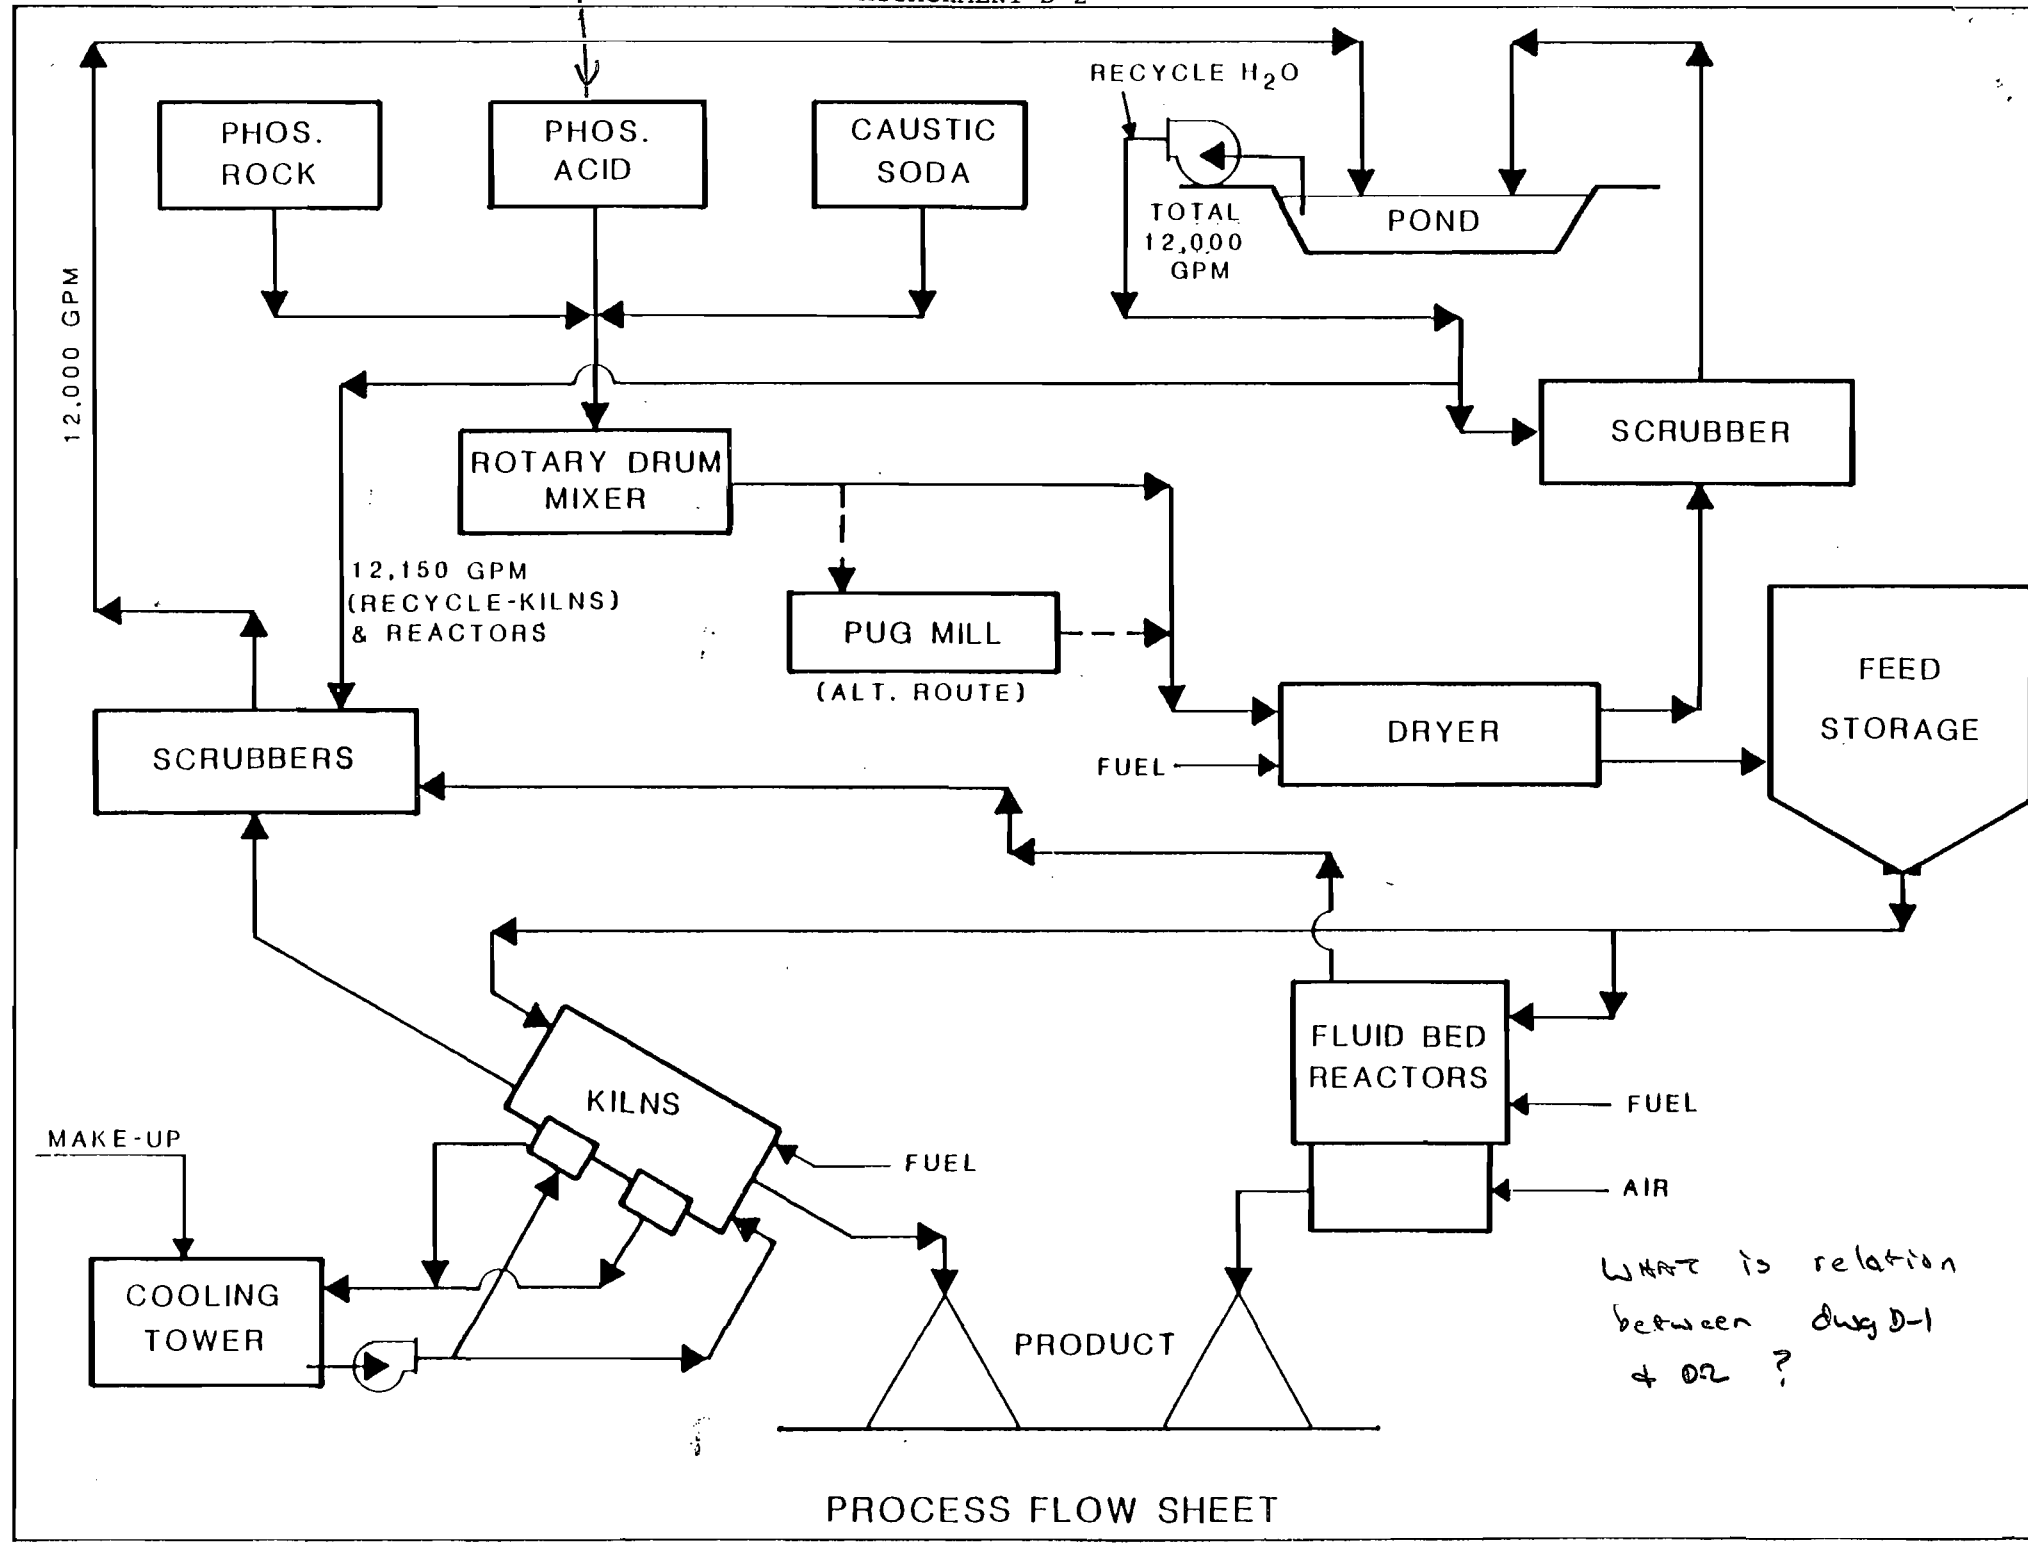 RECYCLE H2O
PHOS.
ROCK
PHOS.
ACID
CAUSTIC
SODA
TOTAL
12,000
GPM
POND
12,000 GPM
SCRUBBER
ROTARY DRUM
MIXER
12,150 GPM
(RECYCLE-KILNS)
& REACTORS
PUG MILL
(ALT. ROUTE)
FEED
STORAGE
SCRUBBERS
DRYER
FUEL
FLUID BED
REACTORS
KILNS
FUEL
MAKE-UP
FUEL
AIR
COOLING
TOWER
PRODUCT
WHAT is relation
between dwg D-1
& D2 ?
PROCESS FLOW SHEET